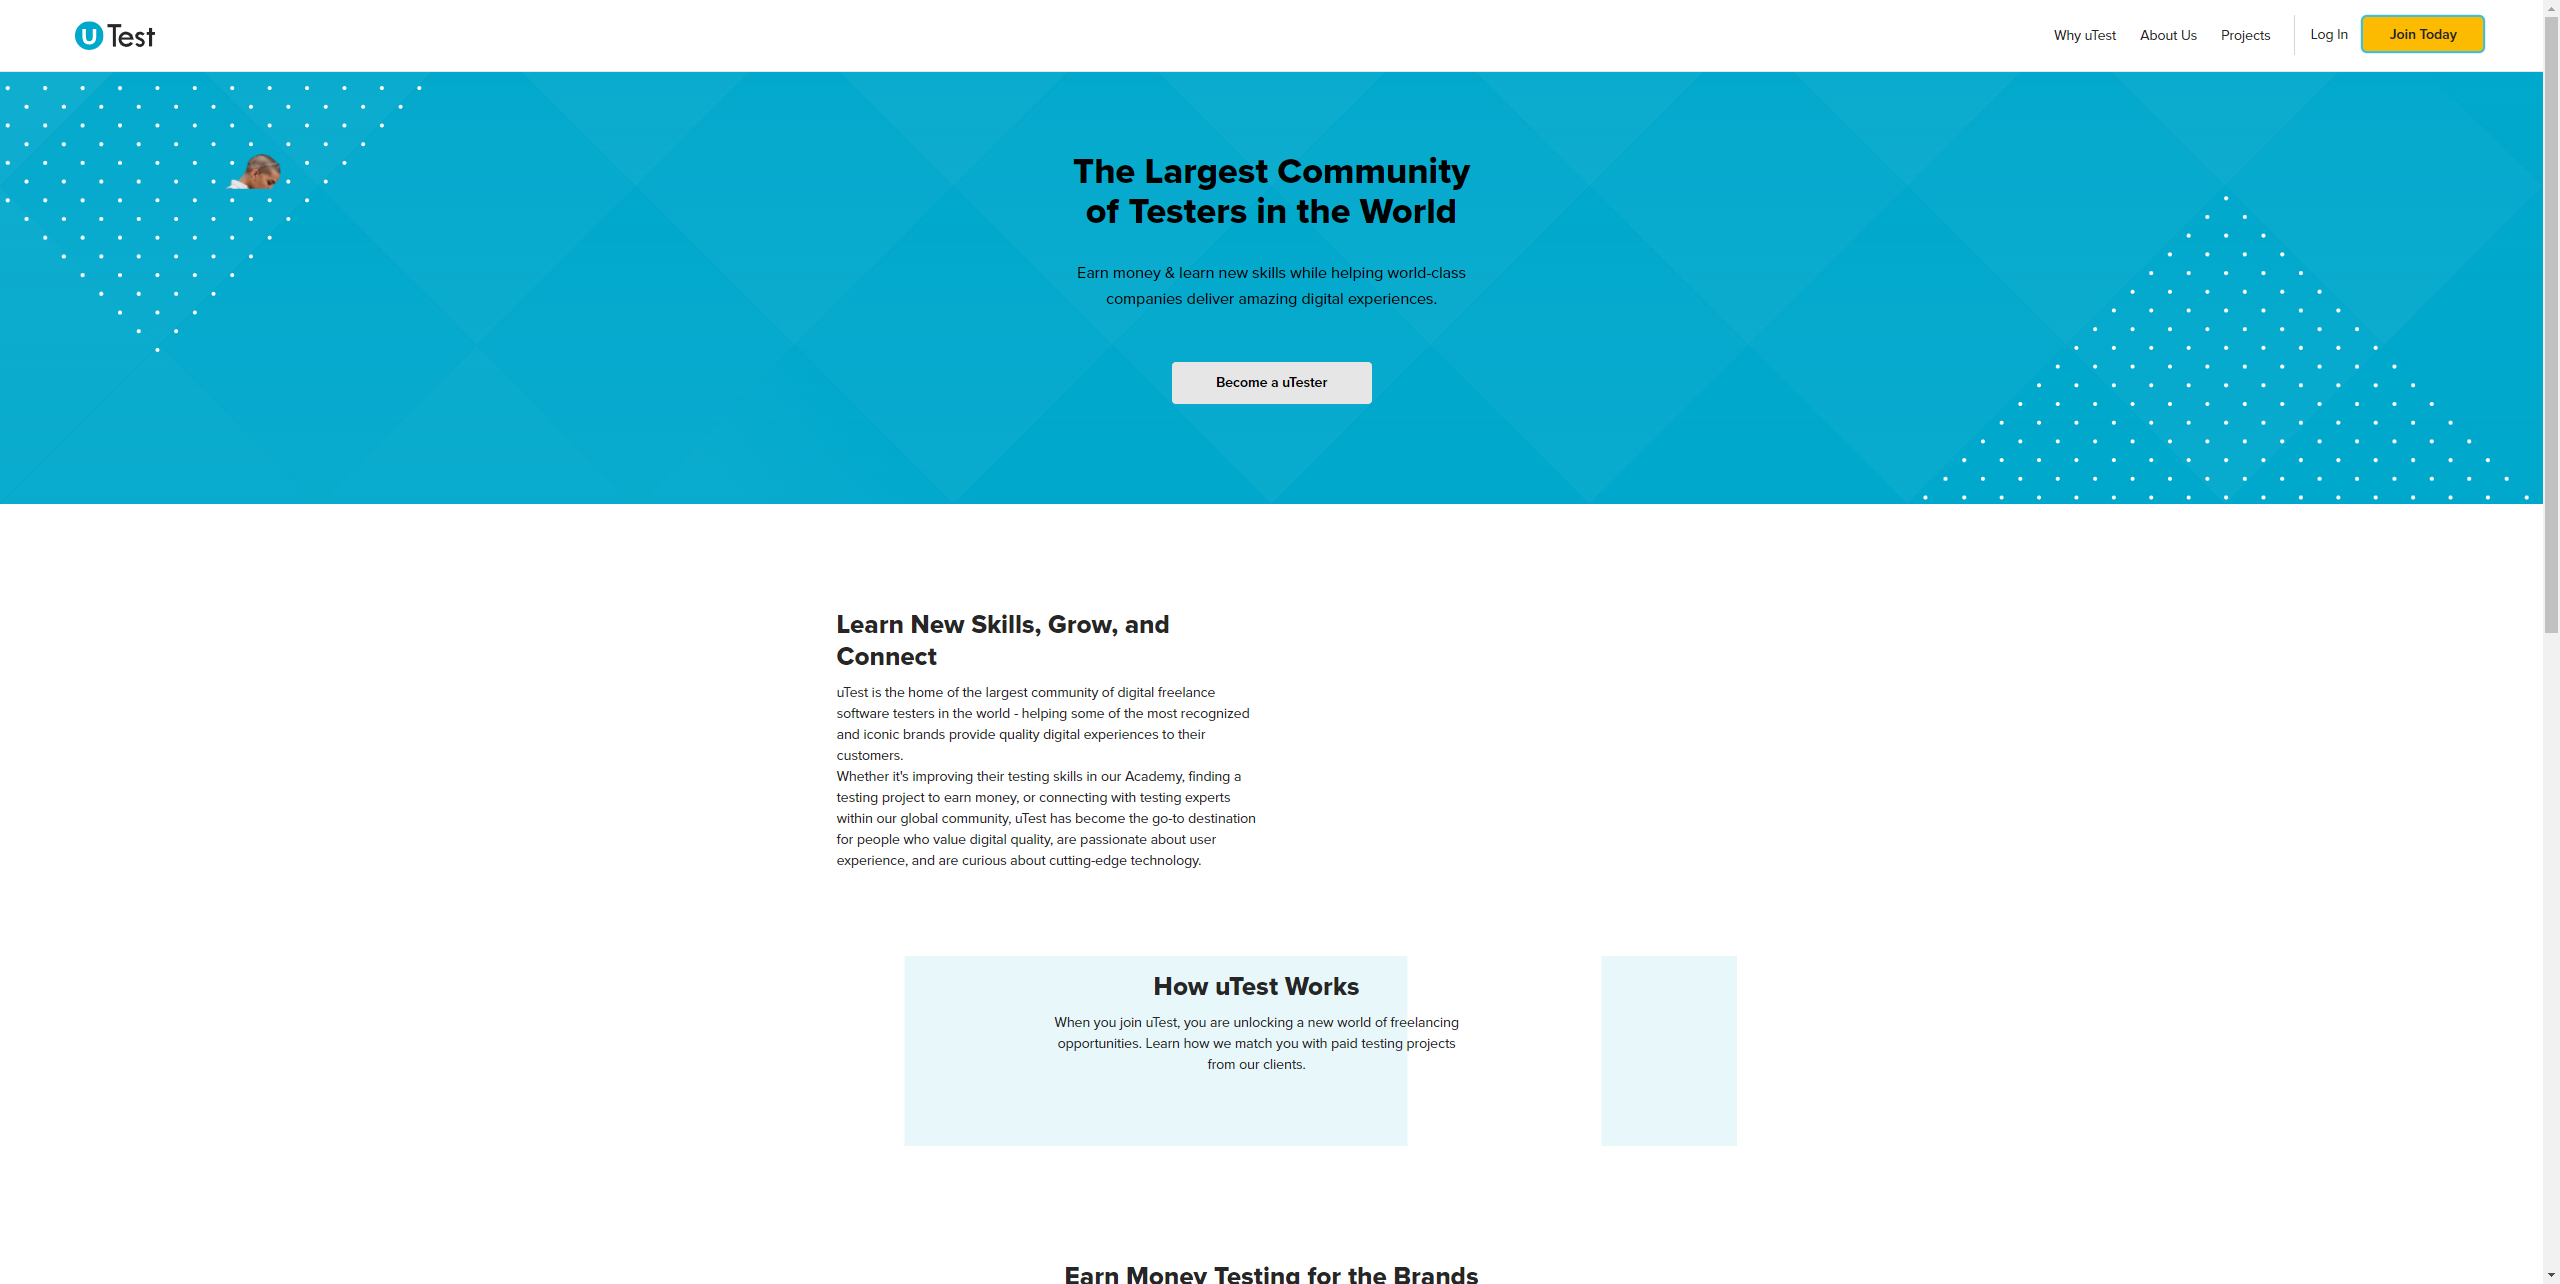 uTest
Why uTest
About Us
Projects
Log In
Join Today
The Largest Community
of Testers in the World
Earn money & learn new skills while helping world-class
companies deliver amazing digital experiences.
Become a uTester
Learn New Skills, Grow, and
Connect
uTest is the home of the largest community of digital freelance
software testers in the world - helping some of the most recognized
and iconic brands provide quality digital experiences to their
customers.
Whether it's improving their testing skills in our Academy, finding a
testing project to earn money, or connecting with testing experts
within our global community, uTest has become the go-to destination
for people who value digital quality, are passionate about user
experience, and are curious about cutting-edge technology.
How uTest Works
When you join uTest, you are unlocking a new world of freelancing
opportunities. Learn how we match you with paid testing projects
from our clients.
Earn Money Testing for the Brands